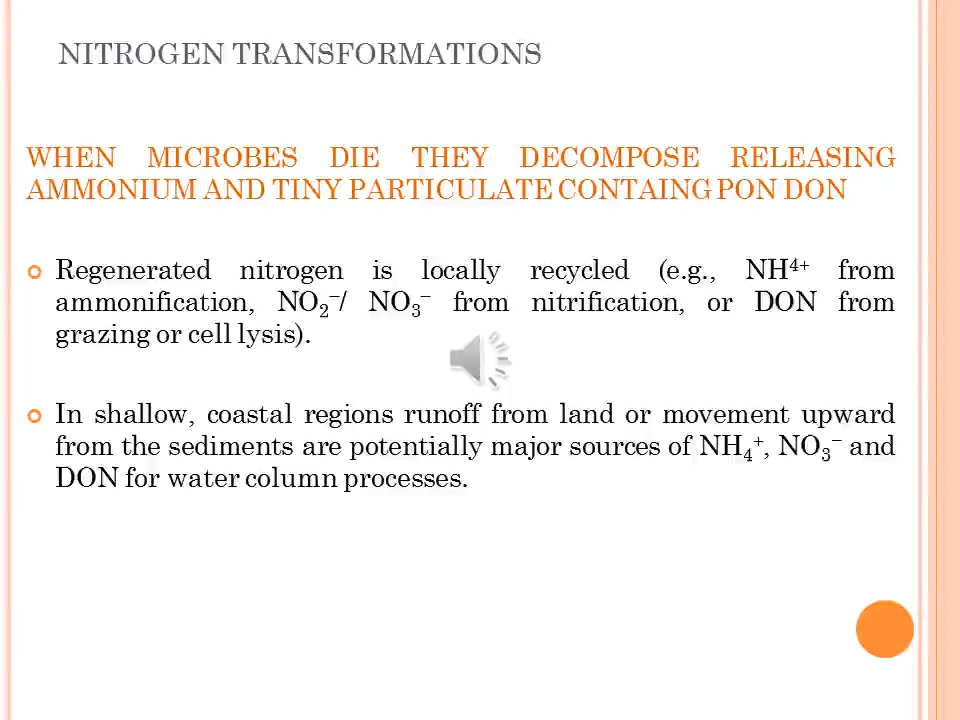 NITROGEN TRANSFORMATIONS
WHEN MICROBES DIE THEY DECOMPOSE RELEASING
AMMONIUM AND TINY PARTICULATE CONTAING PON DON
Regenerated nitrogen is locally recycled (e.g., NH⁴⁺ from
ammonification, NO₂⁻/ NO₃⁻ from nitrification, or DON from
grazing or cell lysis).
In shallow, coastal regions runoff from land or movement upward
from the sediments are potentially major sources of NH₄⁺, NO₃⁻ and
DON for water column processes.